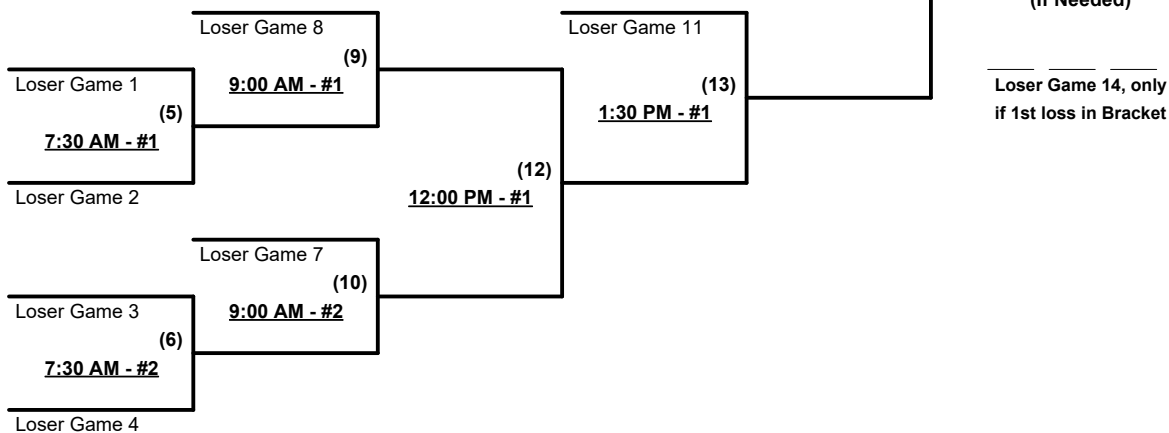 (If Needed)
Loser Game 8
Loser Game 11
(9)
9:00 AM - #1
Loser Game 1
(13)
1:30 PM - #1
Loser Game 14, only
if 1st loss in Bracket
(5)
7:30 AM - #1
(12)
12:00 PM - #1
Loser Game 2
Loser Game 7
(10)
9:00 AM - #2
Loser Game 3
(6)
7:30 AM - #2
Loser Game 4